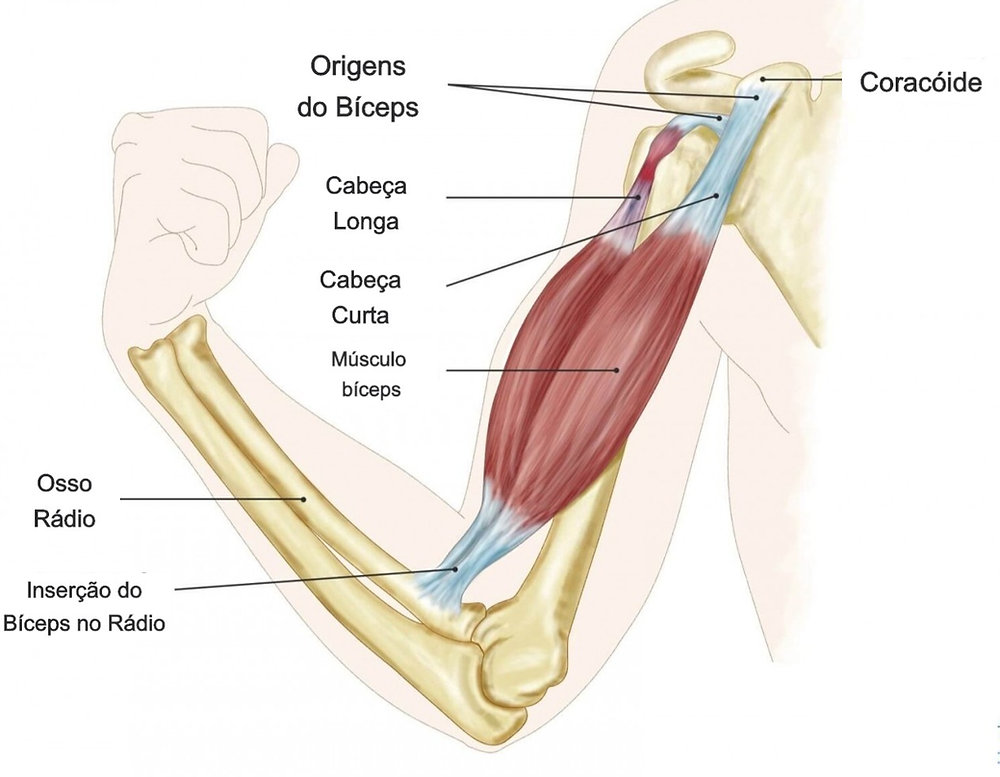 Origens
do Bíceps
Coracóide
Cabeça
Longa
Cabeça
Curta
Músculo
bíceps
Osso
Rádio
Inserção do
Bíceps no Rádio